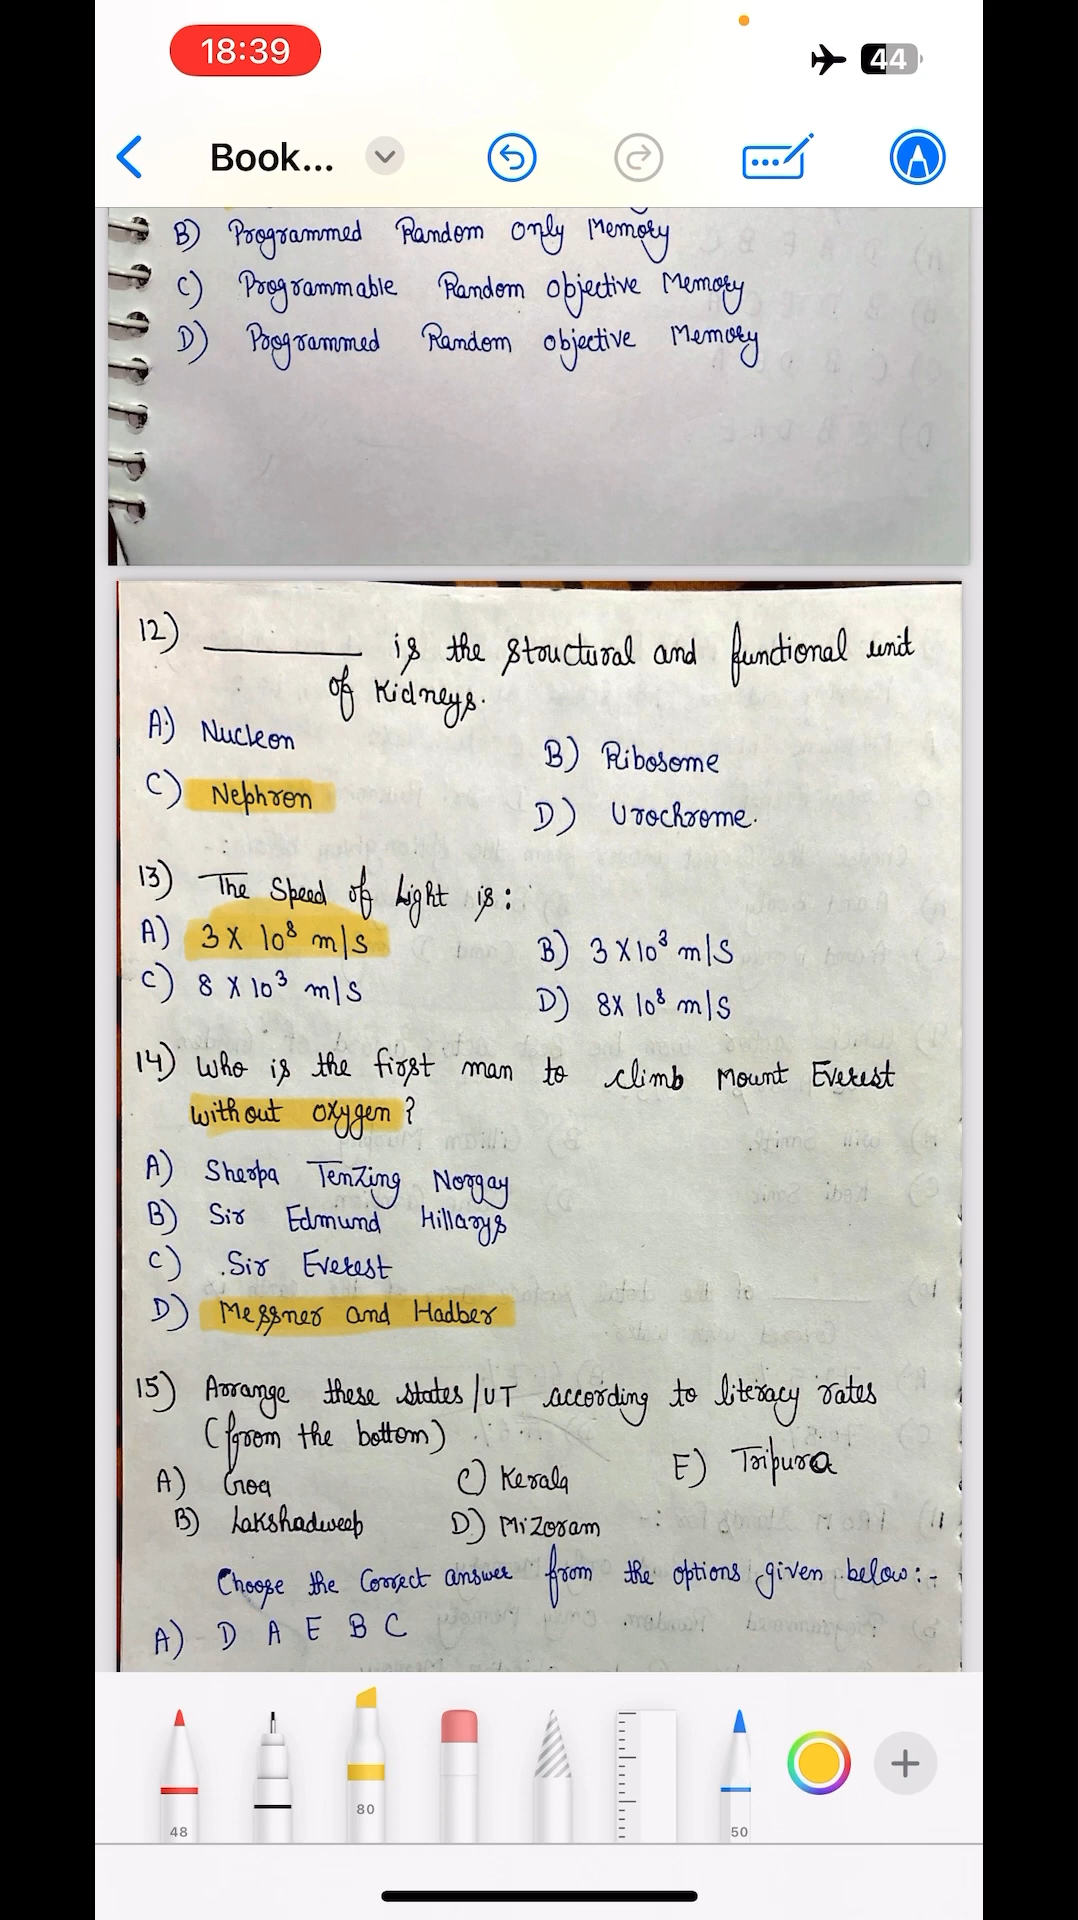 18:39
44
Book...
B) Programmed Random only Memory
C) Programmable Random objective Memory
D) Programmed Random objective Memory
12) ______ is the structural and functional unit
of Kidneys.
A) Nucleon
B) Ribosome
C) Nephron
D) Urochrome.
13) The Speed of Light is :
A) 3 X 10⁸ m/s
B) 3 X 10³ m/s
C) 8 X 10³ m/s
D) 8x 10⁸ m/s
14) Who is the first man to climb Mount Everest
without oxygen ?
A) Sherpa Tenzing Norgay
B) Sir Edmund Hillarys
C) Sir Everest
D) Messner and Hadber
15) Arrange these states/UT according to literacy rates
(from the bottom)
A) Goa
C) Kerala
E) Tripura
B) Lakshadweep
D) Mizoram
Choose the Correct answer from the options given below : -
A) D A E B C
48
80
50